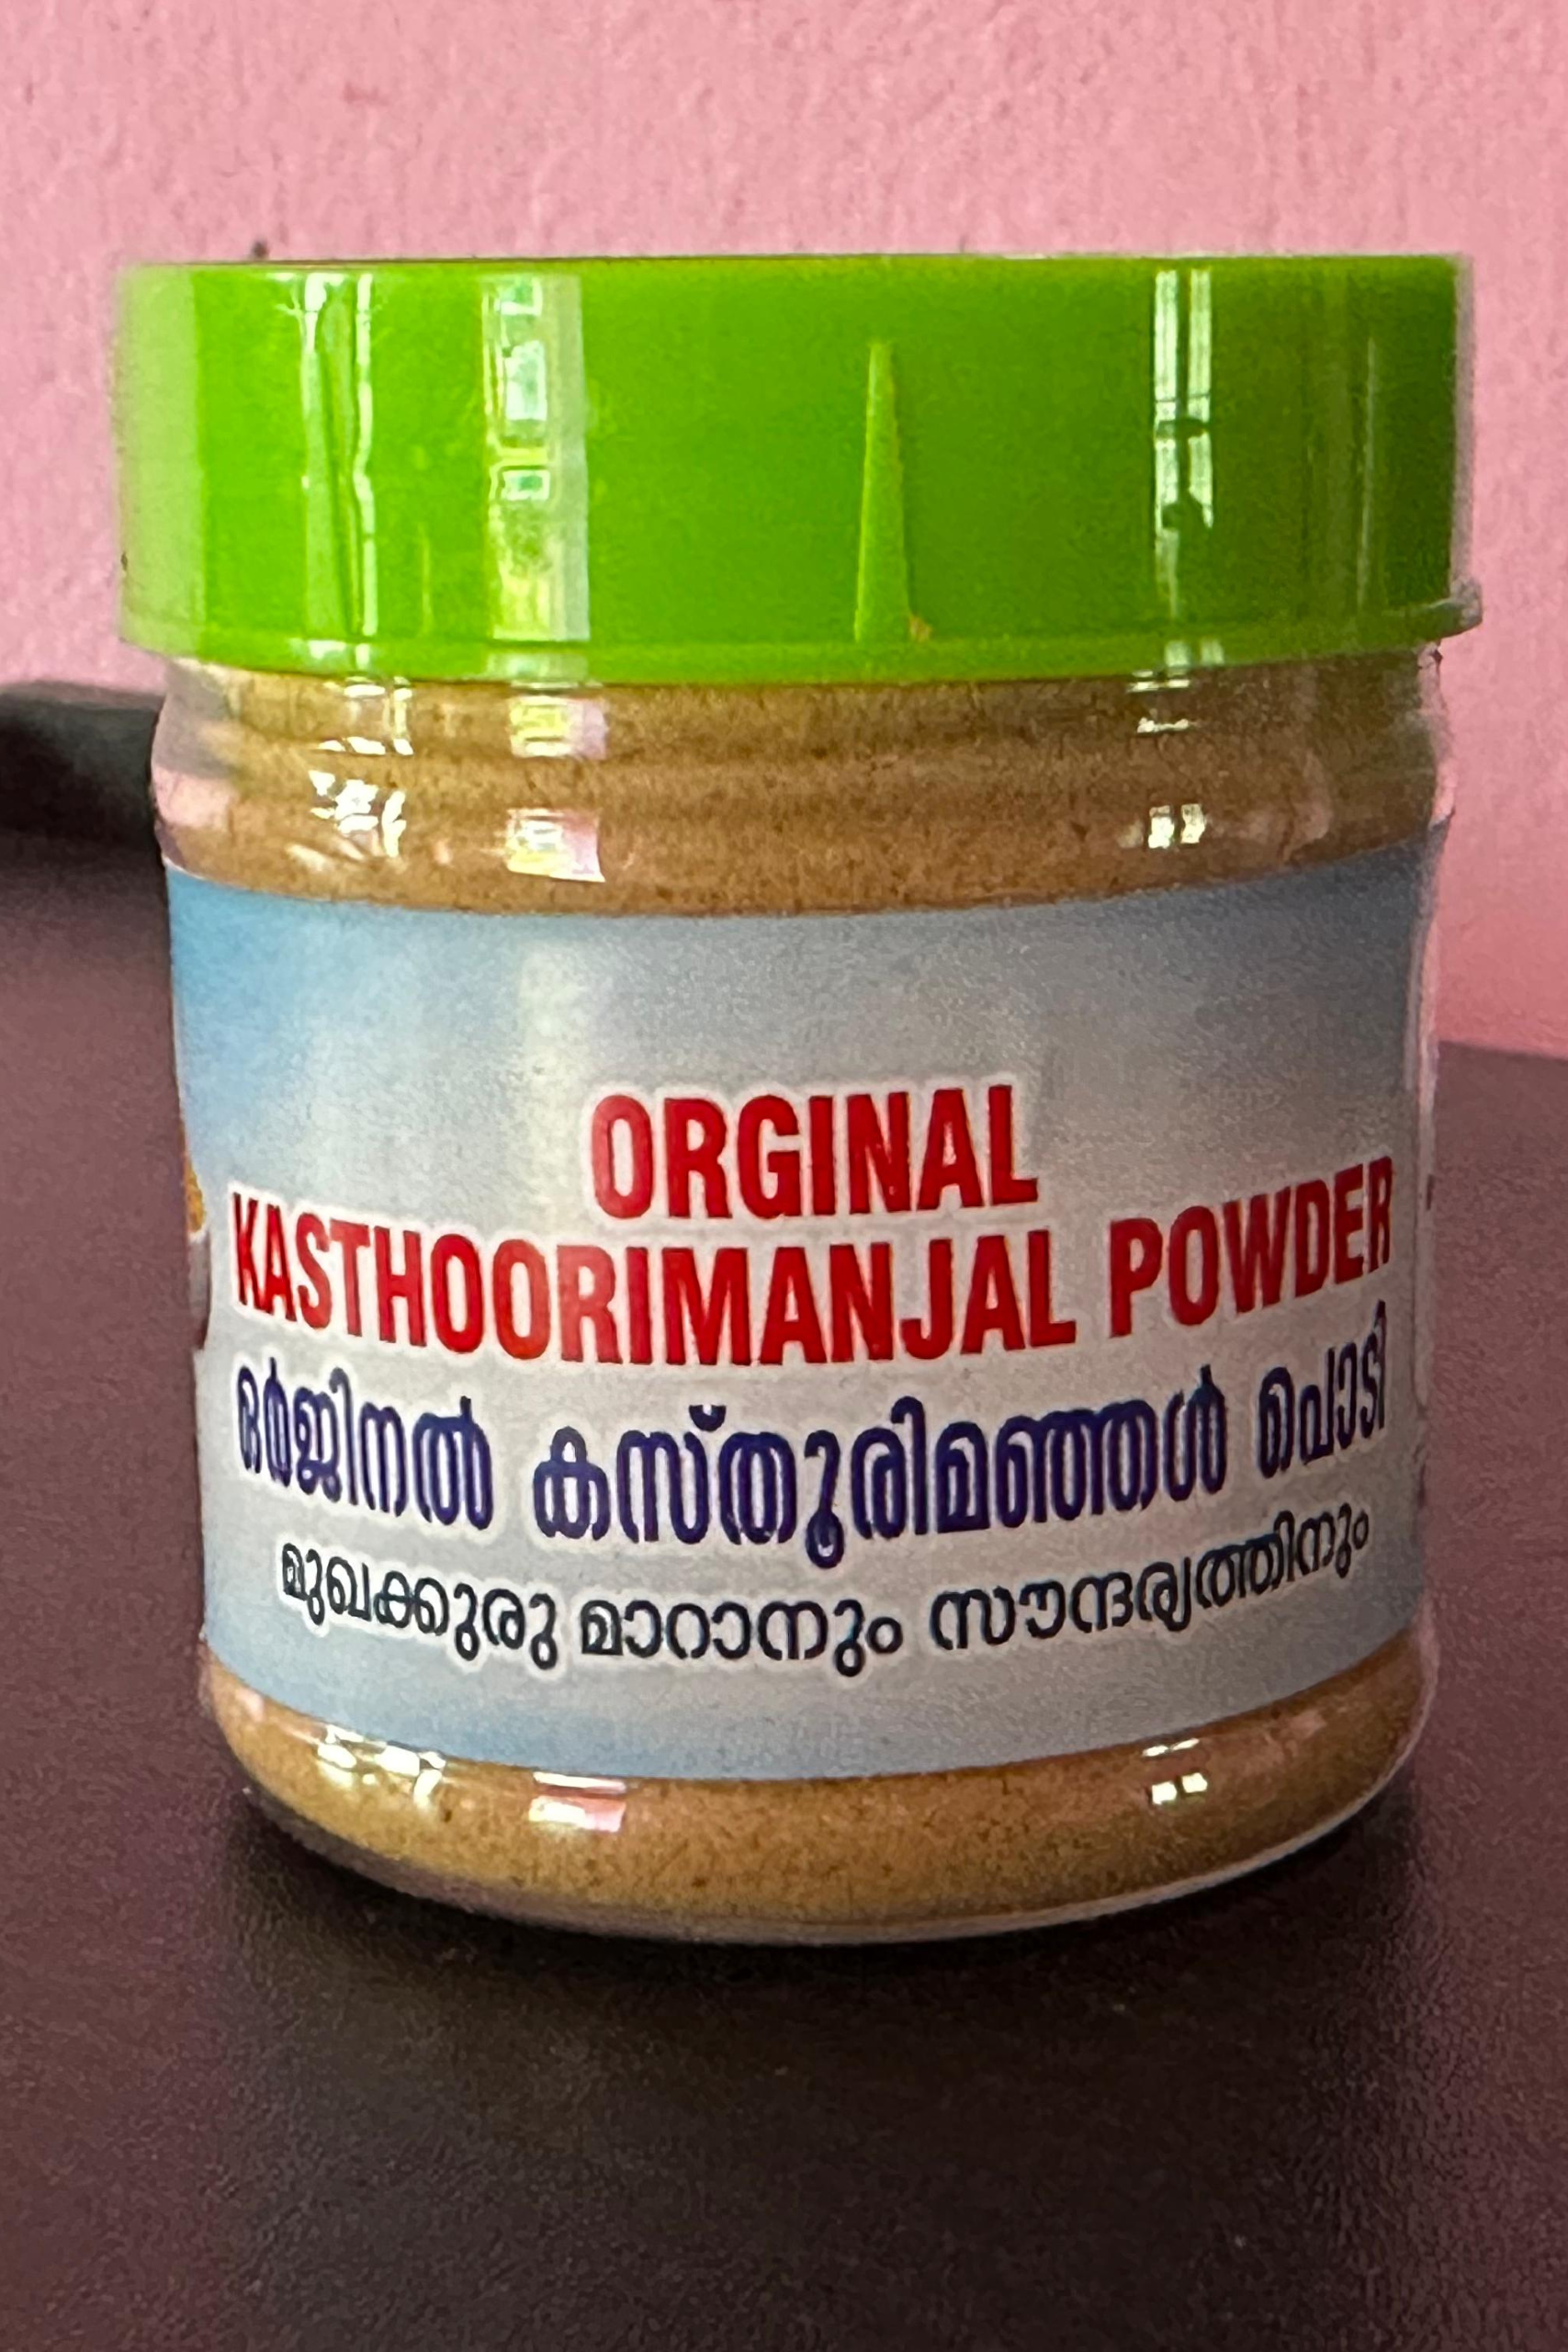 ORGINAL
KASTHOORIMANJAL POWDER
ഒർജിനൽ കസ്തൂരിമഞ്ഞൾ പൊടി
മുഖക്കുരു മാറാനും സൗന്ദര്യത്തിനും